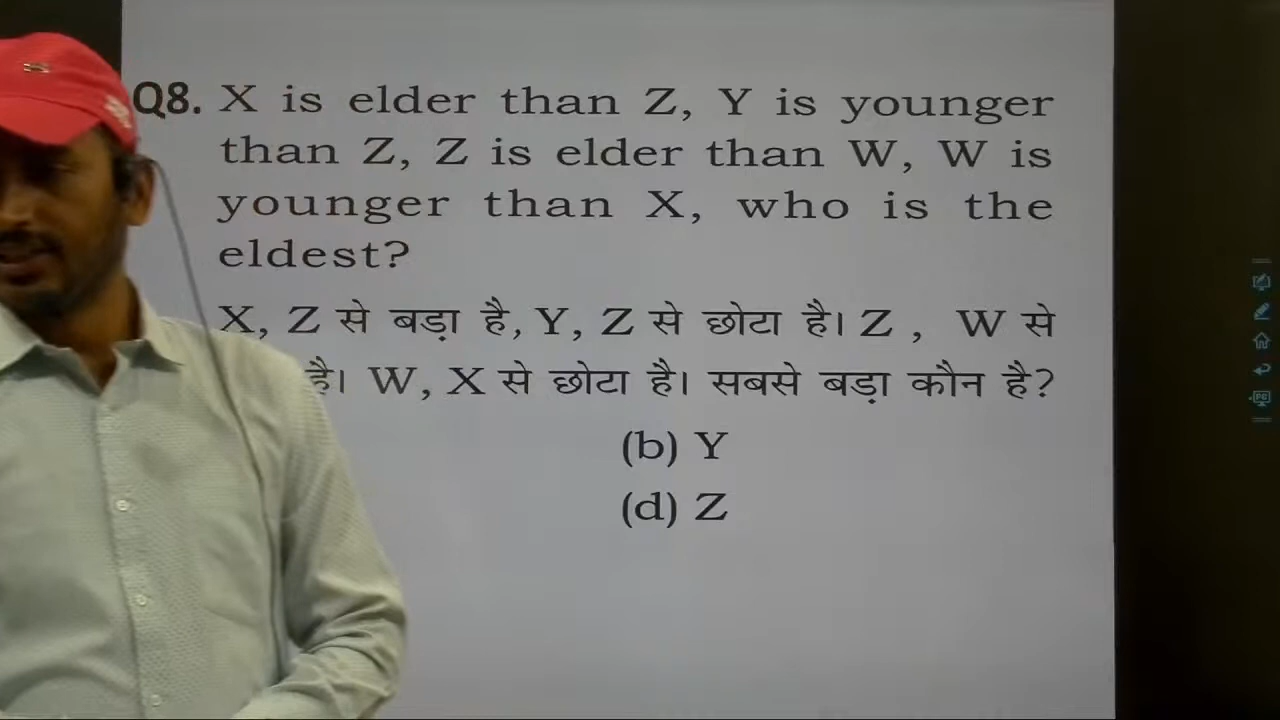 Q8. X is elder than Z, Y is younger
than Z, Z is elder than W, W is
younger than X, who is the
eldest?
X, Z से बड़ा है, Y, Z से छोटा है। Z , W से
है। W, X से छोटा है। सबसे बड़ा कौन है?
(b) Y
(d) Z